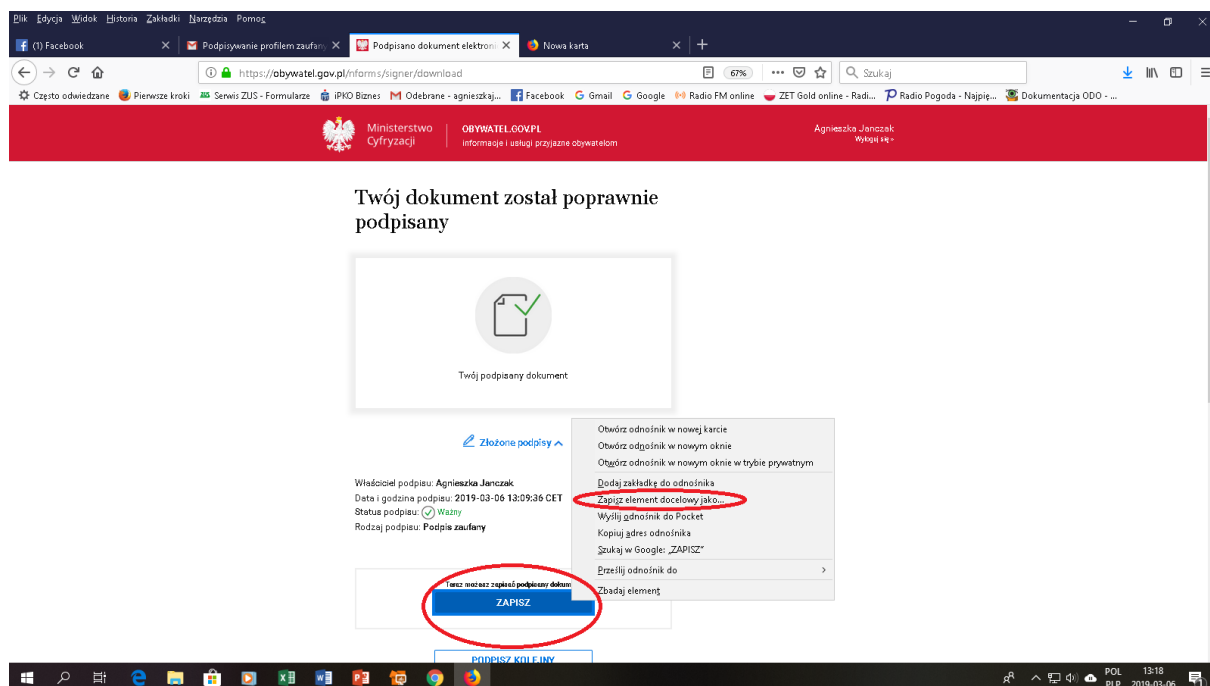 Plik Edycja Widok Historia Zakładki Narzędzia Pomoc
(1) Facebook
Podpisywanie profilem zaufany
Podpisano dokument elektroni
Nowa karta
https://obywatel.gov.pl/nforms/signer/download
67%
Szukaj
Często odwiedzane
Pierwsze kroki
Serwis ZUS - Formularze
iPKO Biznes
Odebrane - agnieszkaj...
Facebook
Gmail
Google
Radio FM online
ZET Gold online - Radi...
Radio Pogoda - Najpię...
Dokumentacja ODO - ...
Ministerstwo
Cyfryzacji
OBYWATEL.GOV.PL
informacje i usługi przyjazne obywatelom
Agnieszka Janczak
Wyloguj się »
Twój dokument został poprawnie
podpisany
Twój podpisany dokument
Złożone podpisy
Właściciel podpisu: Agnieszka Janczak
Data i godzina podpisu: 2019-03-06 13:09:36 CET
Status podpisu: Ważny
Rodzaj podpisu: Podpis zaufany
Otwórz odnośnik w nowej karcie
Otwórz odnośnik w nowym oknie
Otwórz odnośnik w nowym oknie w trybie prywatnym
Dodaj zakładkę do odnośnika
Zapisz element docelowy jako...
Wyślij odnośnik do Pocket
Kopiuj adres odnośnika
Szukaj w Google: „ZAPISZ”
Prześlij odnośnik do
Zbadaj element
Teraz możesz zapisać podpisany dokum
ZAPISZ
PODPISZ KOLEJNY
POL 13:18
PLP 2019-03-06